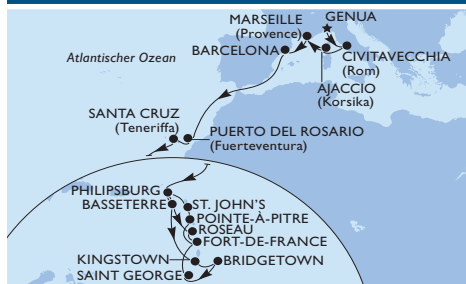 MARSEILLE
(Provence)
GENUA
BARCELONA
CIVITAVECCHIA
(Rom)
Atlantischer Ozean
AJACCIO
(Korsika)
SANTA CRUZ
(Teneriffa)
PUERTO DEL ROSARIO
(Fuerteventura)
PHILIPSBURG
BASSETERRE
ST. JOHN'S
POINTE-À-PITRE
ROSEAU
FORT-DE-FRANCE
KINGSTOWN
BRIDGETOWN
SAINT GEORGE